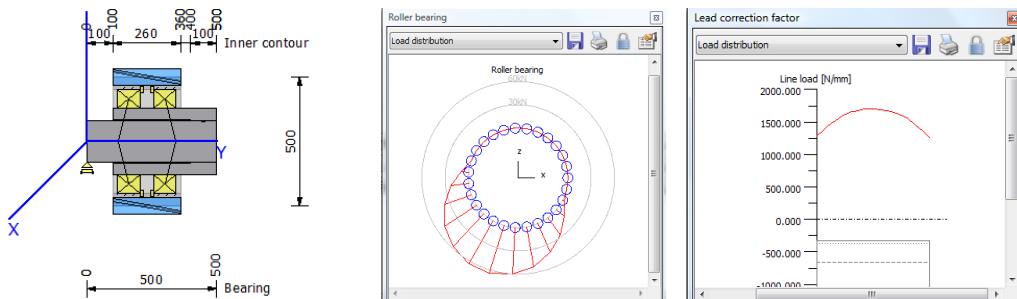 0
100
360
400
500
100
260
100
Inner contour
500
Y
X
0
500
500
Bearing
Roller bearing
Load distribution
Roller bearing
60kN
30kN
z
x
Lead correction factor
Load distribution
Line load [N/mm]
2000.000
1500.000
1000.000
500.000
0.000
-500.000
-1000.000